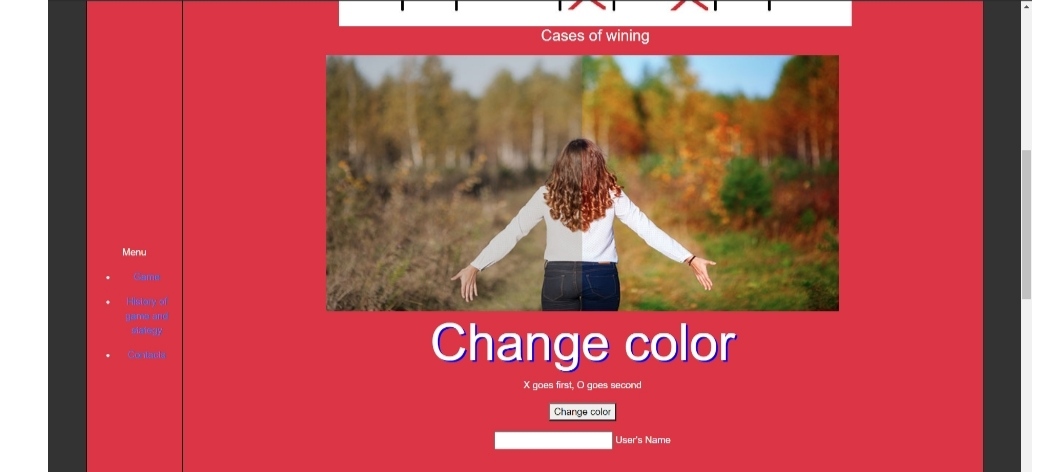 Cases of wining
Menu
Game
History of
game and
stategy
Contacts
Change color
X goes first, O goes second
Change color
User's Name